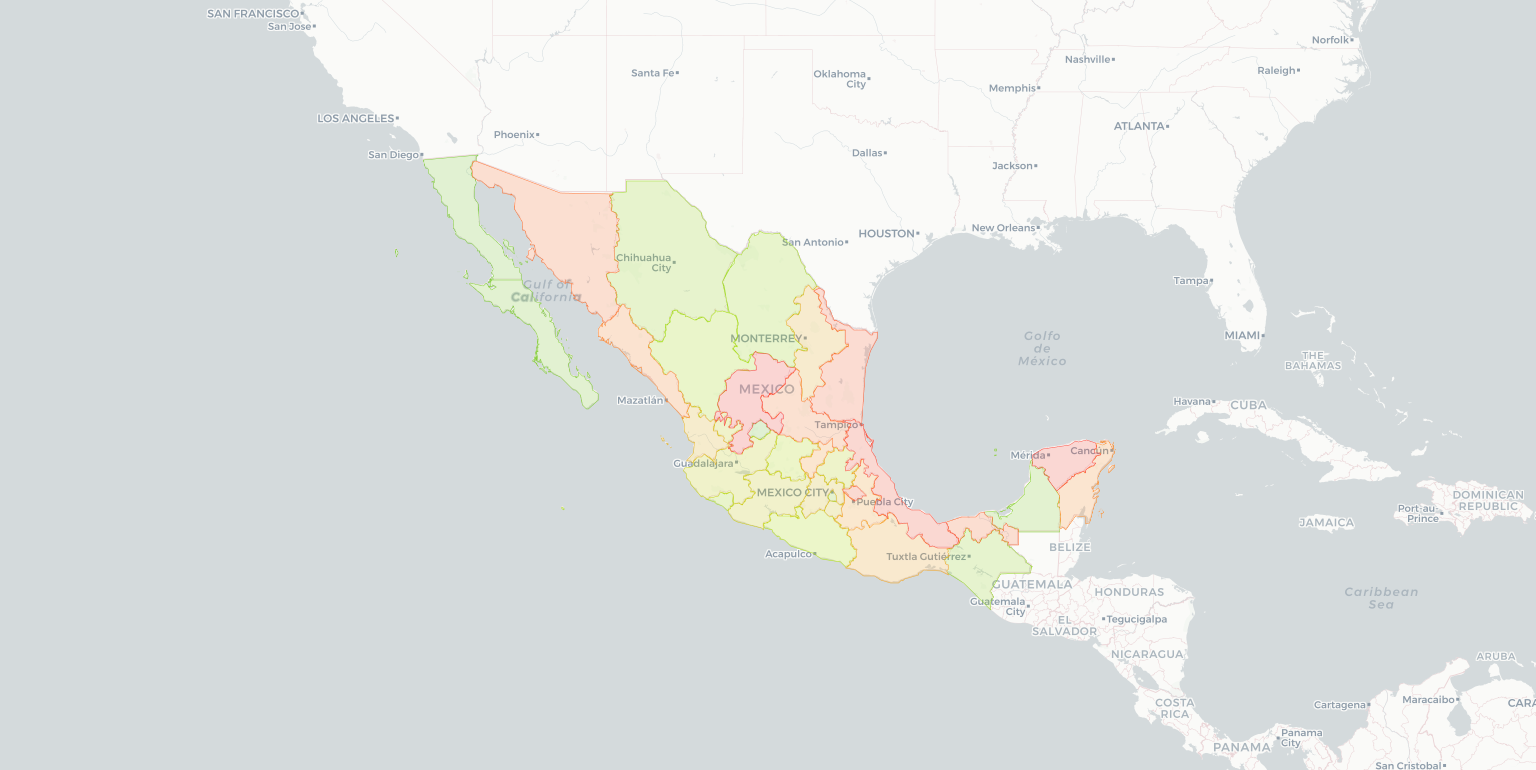 SAN FRANCISCO
San Jose
Norfolk
Nashville
Santa Fe
Oklahoma
City
Raleigh
Memphis
LOS ANGELES
ATLANTA
Phoenix
San Diego
Dallas
Jackson
New Orleans
HOUSTON
San Antonio
Chihuahua
City
Tampa
Gulf of
California
MONTERREY
Golfo
de
México
MIAMI
THE
BAHAMAS
MEXICO
Mazatlán
Havana
CUBA
Tampico
Mérida
Cancun
Guadalajara
MEXICO CITY
Puebla City
DOMINICAN
REPUBLIC
Port-au
Prince
JAMAICA
Acapulco
Tuxtla Gutiérrez
BELIZE
GUATEMALA
HONDURAS
Caribbean
Sea
Guatemala
City
EL
SALVADOR
Tegucigalpa
NICARAGUA
ARUBA
COSTA
RICA
Cartagena
Maracaibo
CARA
Panama
City
PANAMA
San Cristobal